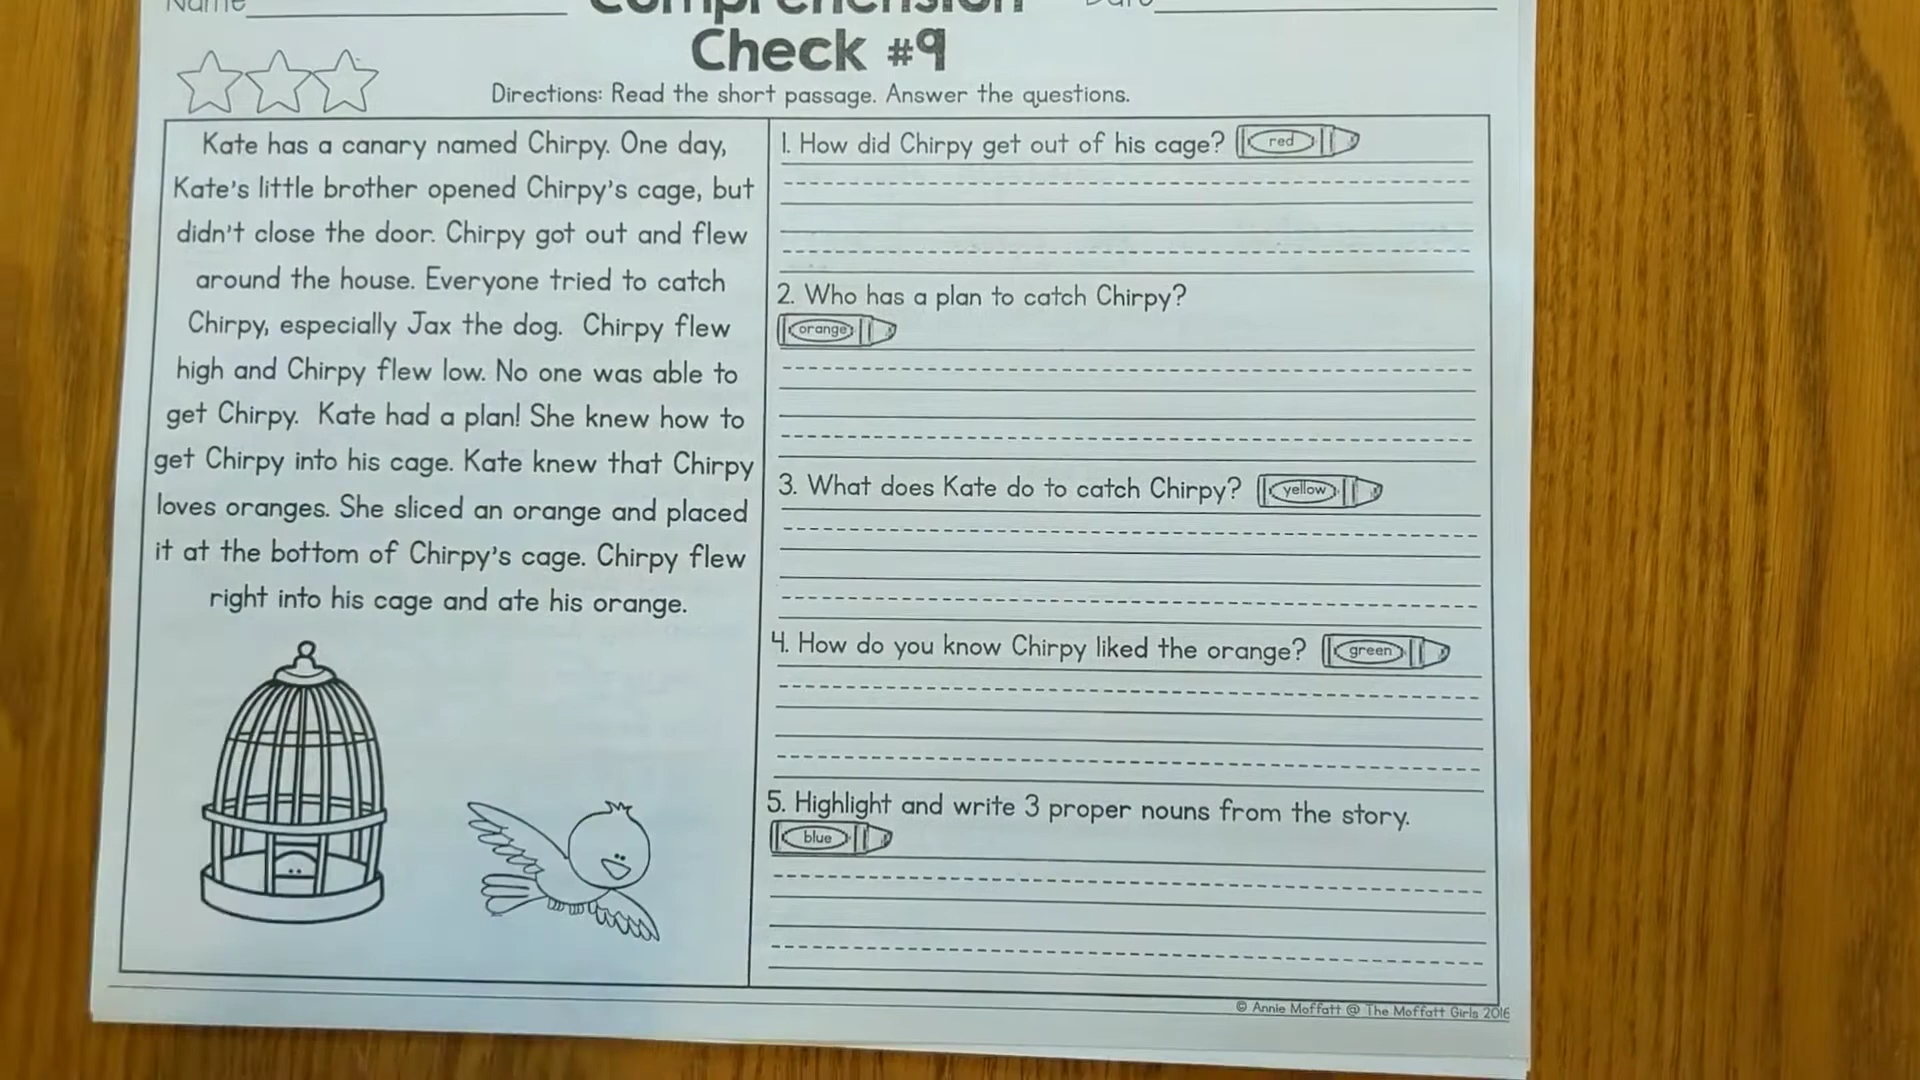 Name
Comprehension
Date
Check #9
Directions: Read the short passage. Answer the questions.
Kate has a canary named Chirpy. One day,
Kate's little brother opened Chirpy's cage, but
didn't close the door. Chirpy got out and flew
around the house. Everyone tried to catch
Chirpy, especially Jax the dog. Chirpy flew
high and Chirpy flew low. No one was able to
get Chirpy. Kate had a plan! She knew how to
get Chirpy into his cage. Kate knew that Chirpy
loves oranges. She sliced an orange and placed
it at the bottom of Chirpy's cage. Chirpy flew
right into his cage and ate his orange.
1. How did Chirpy get out of his cage? red
2. Who has a plan to catch Chirpy?
orange
3. What does Kate do to catch Chirpy? yellow
4. How do you know Chirpy liked the orange? green
5. Highlight and write 3 proper nouns from the story.
blue
© Annie Moffatt @ The Moffatt Girls 2016